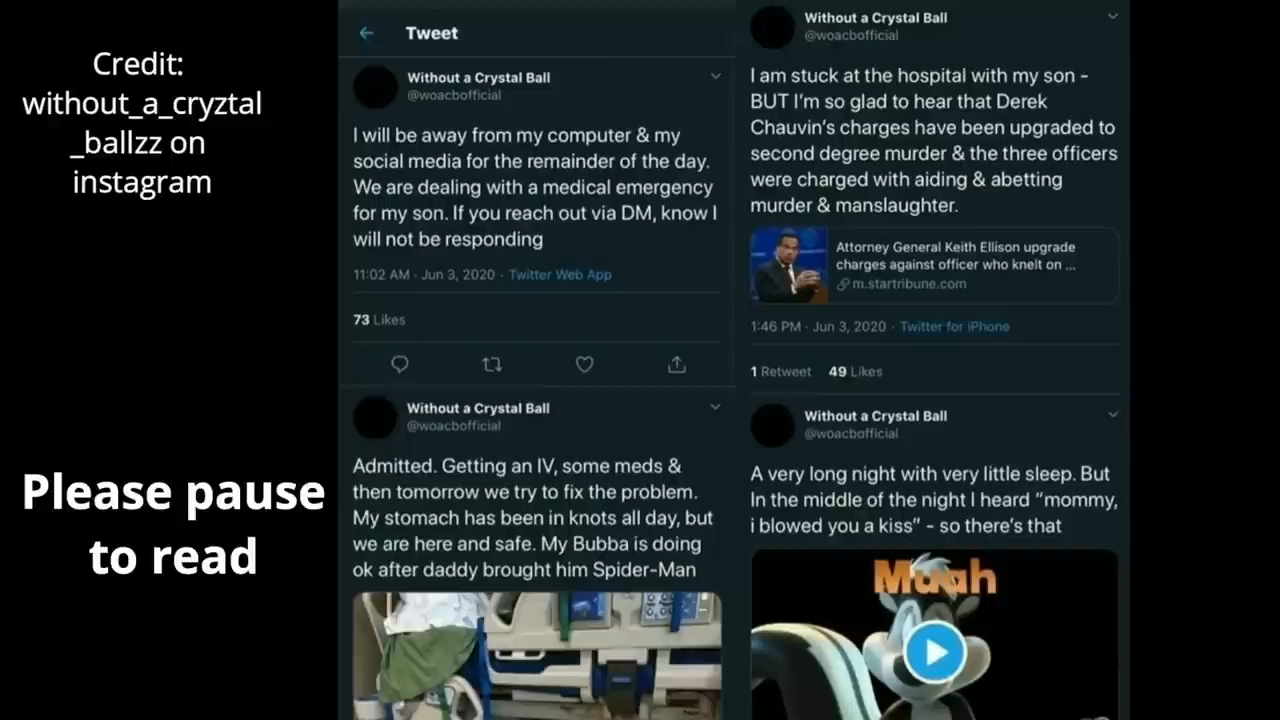 Credit:
without_a_cryztal
_ballzz on
instagram
Please pause
to read
Tweet
Without a Crystal Ball
@woacbofficial
I will be away from my computer & my
social media for the remainder of the day.
We are dealing with a medical emergency
for my son. If you reach out via DM, know I
will not be responding
11:02 AM · Jun 3, 2020 · Twitter Web App
73 Likes
Without a Crystal Ball
@woacbofficial
Admitted. Getting an IV, some meds &
then tomorrow we try to fix the problem.
My stomach has been in knots all day, but
we are here and safe. My Bubba is doing
ok after daddy brought him Spider-Man
Without a Crystal Ball
@woacbofficial
I am stuck at the hospital with my son -
BUT I'm so glad to hear that Derek
Chauvin's charges have been upgraded to
second degree murder & the three officers
were charged with aiding & abetting
murder & manslaughter.
Attorney General Keith Ellison upgrade
charges against officer who knelt on ...
m.startribune.com
1:46 PM · Jun 3, 2020 · Twitter for iPhone
1 Retweet 49 Likes
Without a Crystal Ball
@woacbofficial
A very long night with very little sleep. But
In the middle of the night I heard “mommy,
i blowed you a kiss” - so there's that
Muah